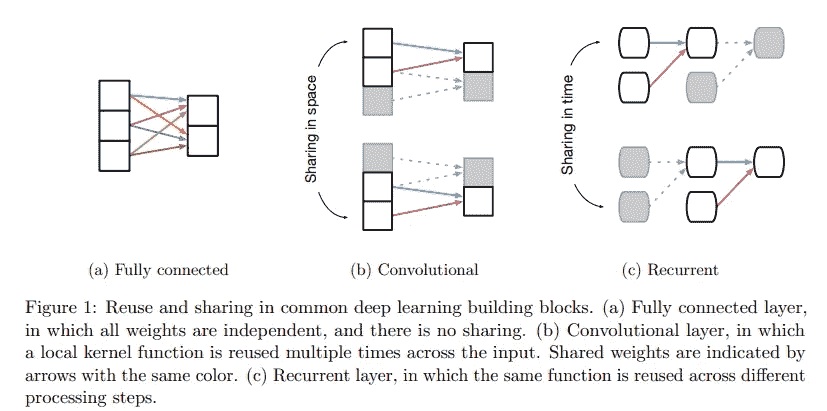 Sharing in space
Sharing in time
(a) Fully connected
(b) Convolutional
(c) Recurrent
Figure 1: Reuse and sharing in common deep learning building blocks. (a) Fully connected layer,
in which all weights are independent, and there is no sharing. (b) Convolutional layer, in which
a local kernel function is reused multiple times across the input. Shared weights are indicated by
arrows with the same color. (c) Recurrent layer, in which the same function is reused across different
processing steps.